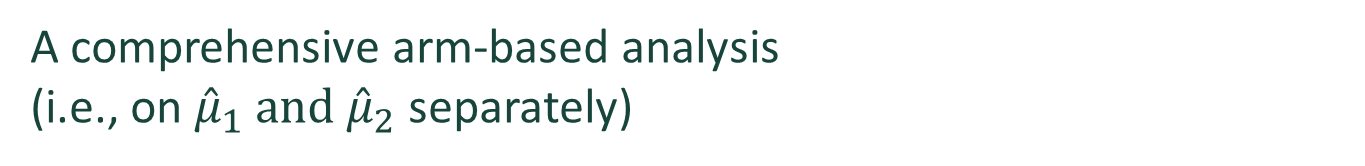 A comprehensive arm-based analysis
(i.e., on μ̂₁ and μ̂₂ separately)